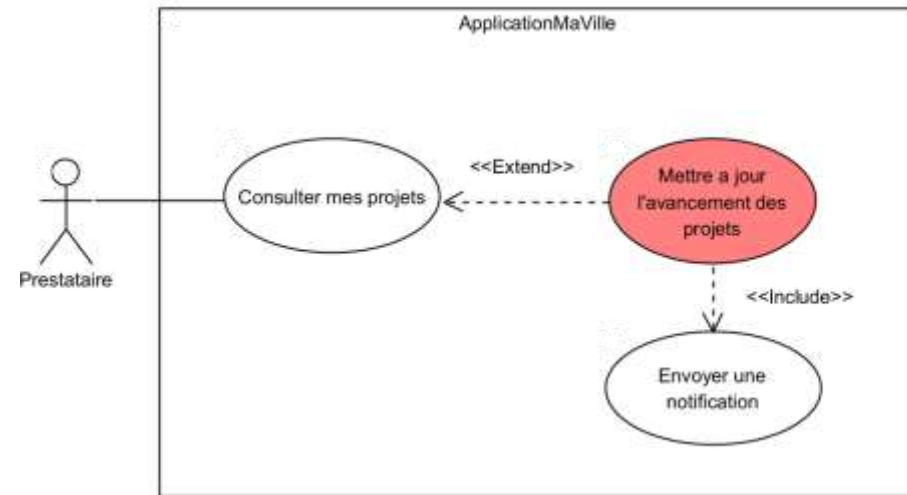 ApplicationMaVille
<<Extend>>
Mettre a jour
l'avancement des
projets
Consulter mes projets
Prestataire
<<Include>>
Envoyer une
notification